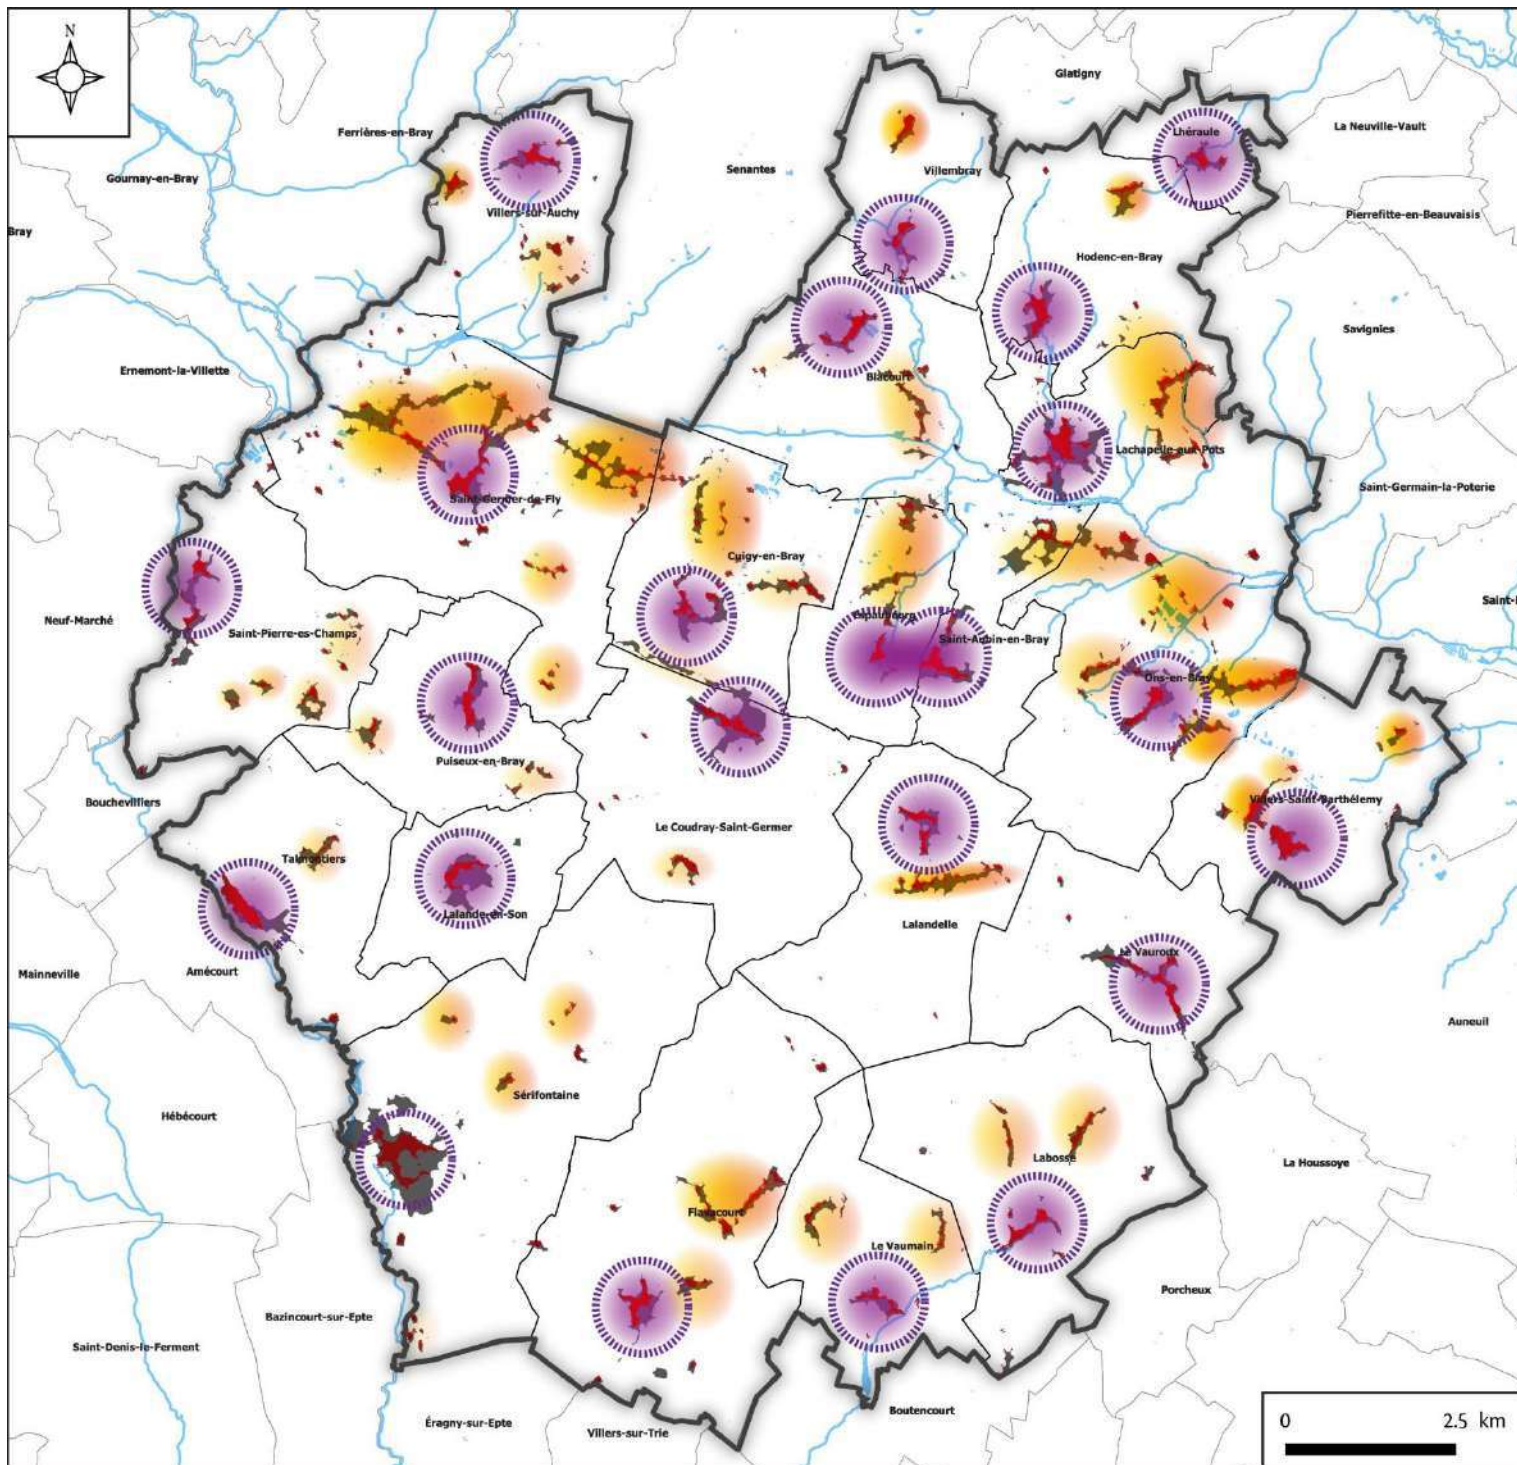 N
Glatigny
Ferrières-en-Bray
Lhéraule
La Neuville-Vault
Gournay-en-Bray
Senantes
Villembray
Villers-sur-Auchy
Pierrefitte-en-Beauvaisis
Bray
Hodenc-en-Bray
Savignies
Ernemont-la-Villette
Blacourt
Lachapelle-aux-Pots
Saint-Germain-la-Poterie
Saint-Germer-de-Fly
Cuigy-en-Bray
Saint-
Neuf-Marché
Espaubourg
Saint-Pierre-es-Champs
Saint-Aubin-en-Bray
Ons-en-Bray
Puiseux-en-Bray
Bouchevilliers
Villers-Saint-Barthélemy
Le Coudray-Saint-Germer
Talmontiers
Lalande-en-Son
Lalandelle
Le Vauroux
Mainneville
Amécourt
Auneuil
Sérifontaine
Hébécourt
Labosse
La Houssoye
Flavacourt
Le Vaumain
Porcheux
Bazincourt-sur-Epte
Saint-Denis-le-Ferment
Boutencourt
Éragny-sur-Epte
Villers-sur-Trie
0 2.5 km